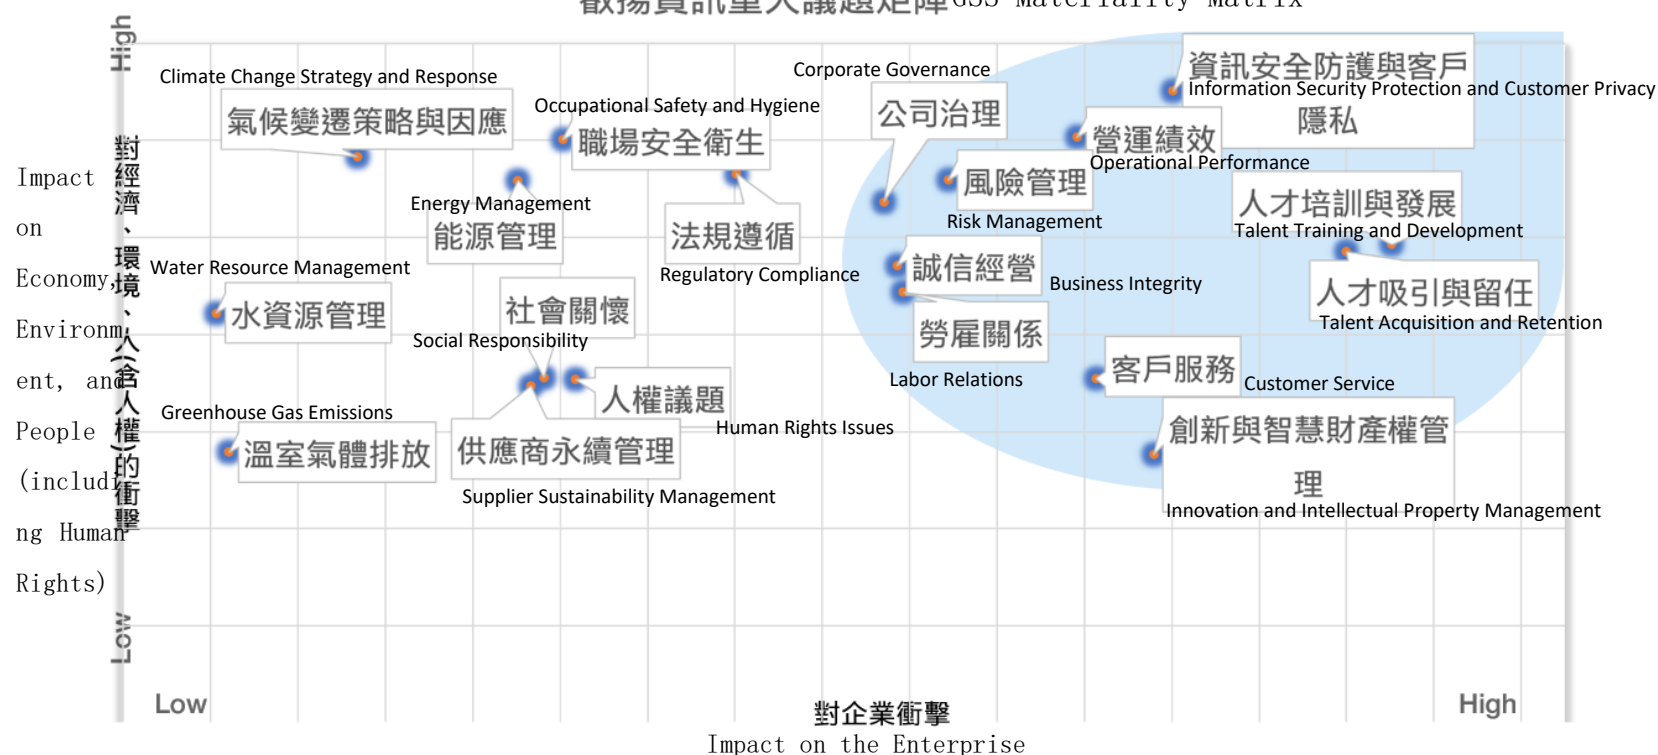 叡揚資訊重大議題矩陣 GSS Materiality Matrix
High
Climate Change Strategy and Response
氣候變遷策略與因應
Occupational Safety and Hygiene
職場安全衛生
Corporate Governance
公司治理
資訊安全防護與客戶
Information Security Protection and Customer Privacy
隱私
營運績效
Operational Performance
風險管理
Risk Management
Energy Management
能源管理
法規遵循
Regulatory Compliance
人才培訓與發展
Talent Training and Development
誠信經營
Business Integrity
人才吸引與留任
Talent Acquisition and Retention
Water Resource Management
水資源管理
社會關懷
Social Responsibility
勞雇關係
Labor Relations
客戶服務
Customer Service
人權議題
Human Rights Issues
Greenhouse Gas Emissions
溫室氣體排放
供應商永續管理
Supplier Sustainability Management
創新與智慧財產權管
理
Innovation and Intellectual Property Management
Impact
on
Economy,
Environm
ent, and
People
(includi
ng Human
Rights)
對經濟、環境、人(含人權)的衝擊
Low
Low
對企業衝擊
High
Impact on the Enterprise